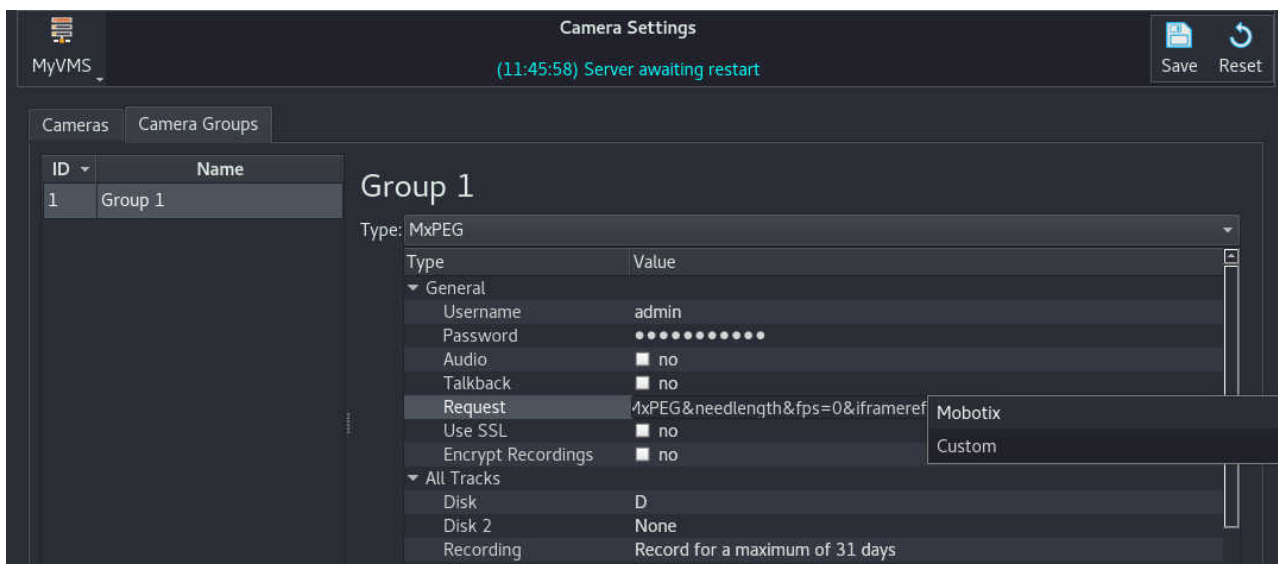 Camera Settings
MyVMS
(11:45:58) Server awaiting restart
Save Reset
Cameras Camera Groups
ID Name
1 Group 1
Group 1
Type: MxPEG
Type Value
General
Username admin
Password ●●●●●●●●●●●
Audio no
Talkback no
Request MxPEG&needlength&fps=0&iframeref
Mobotix
Use SSL no
Custom
Encrypt Recordings no
All Tracks
Disk D
Disk 2 None
Recording Record for a maximum of 31 days